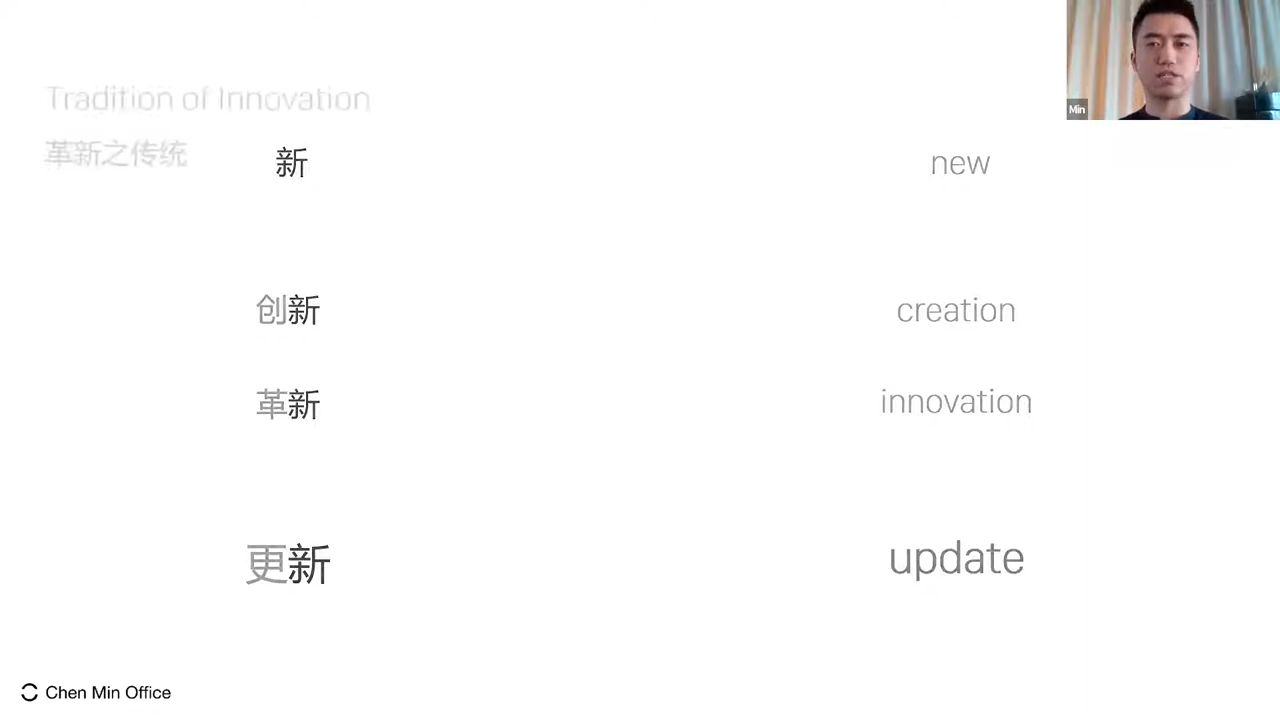 Tradition of Innovation
革新之传统
Min
新 new
创新 creation
革新 innovation
更新 update
Chen Min Office